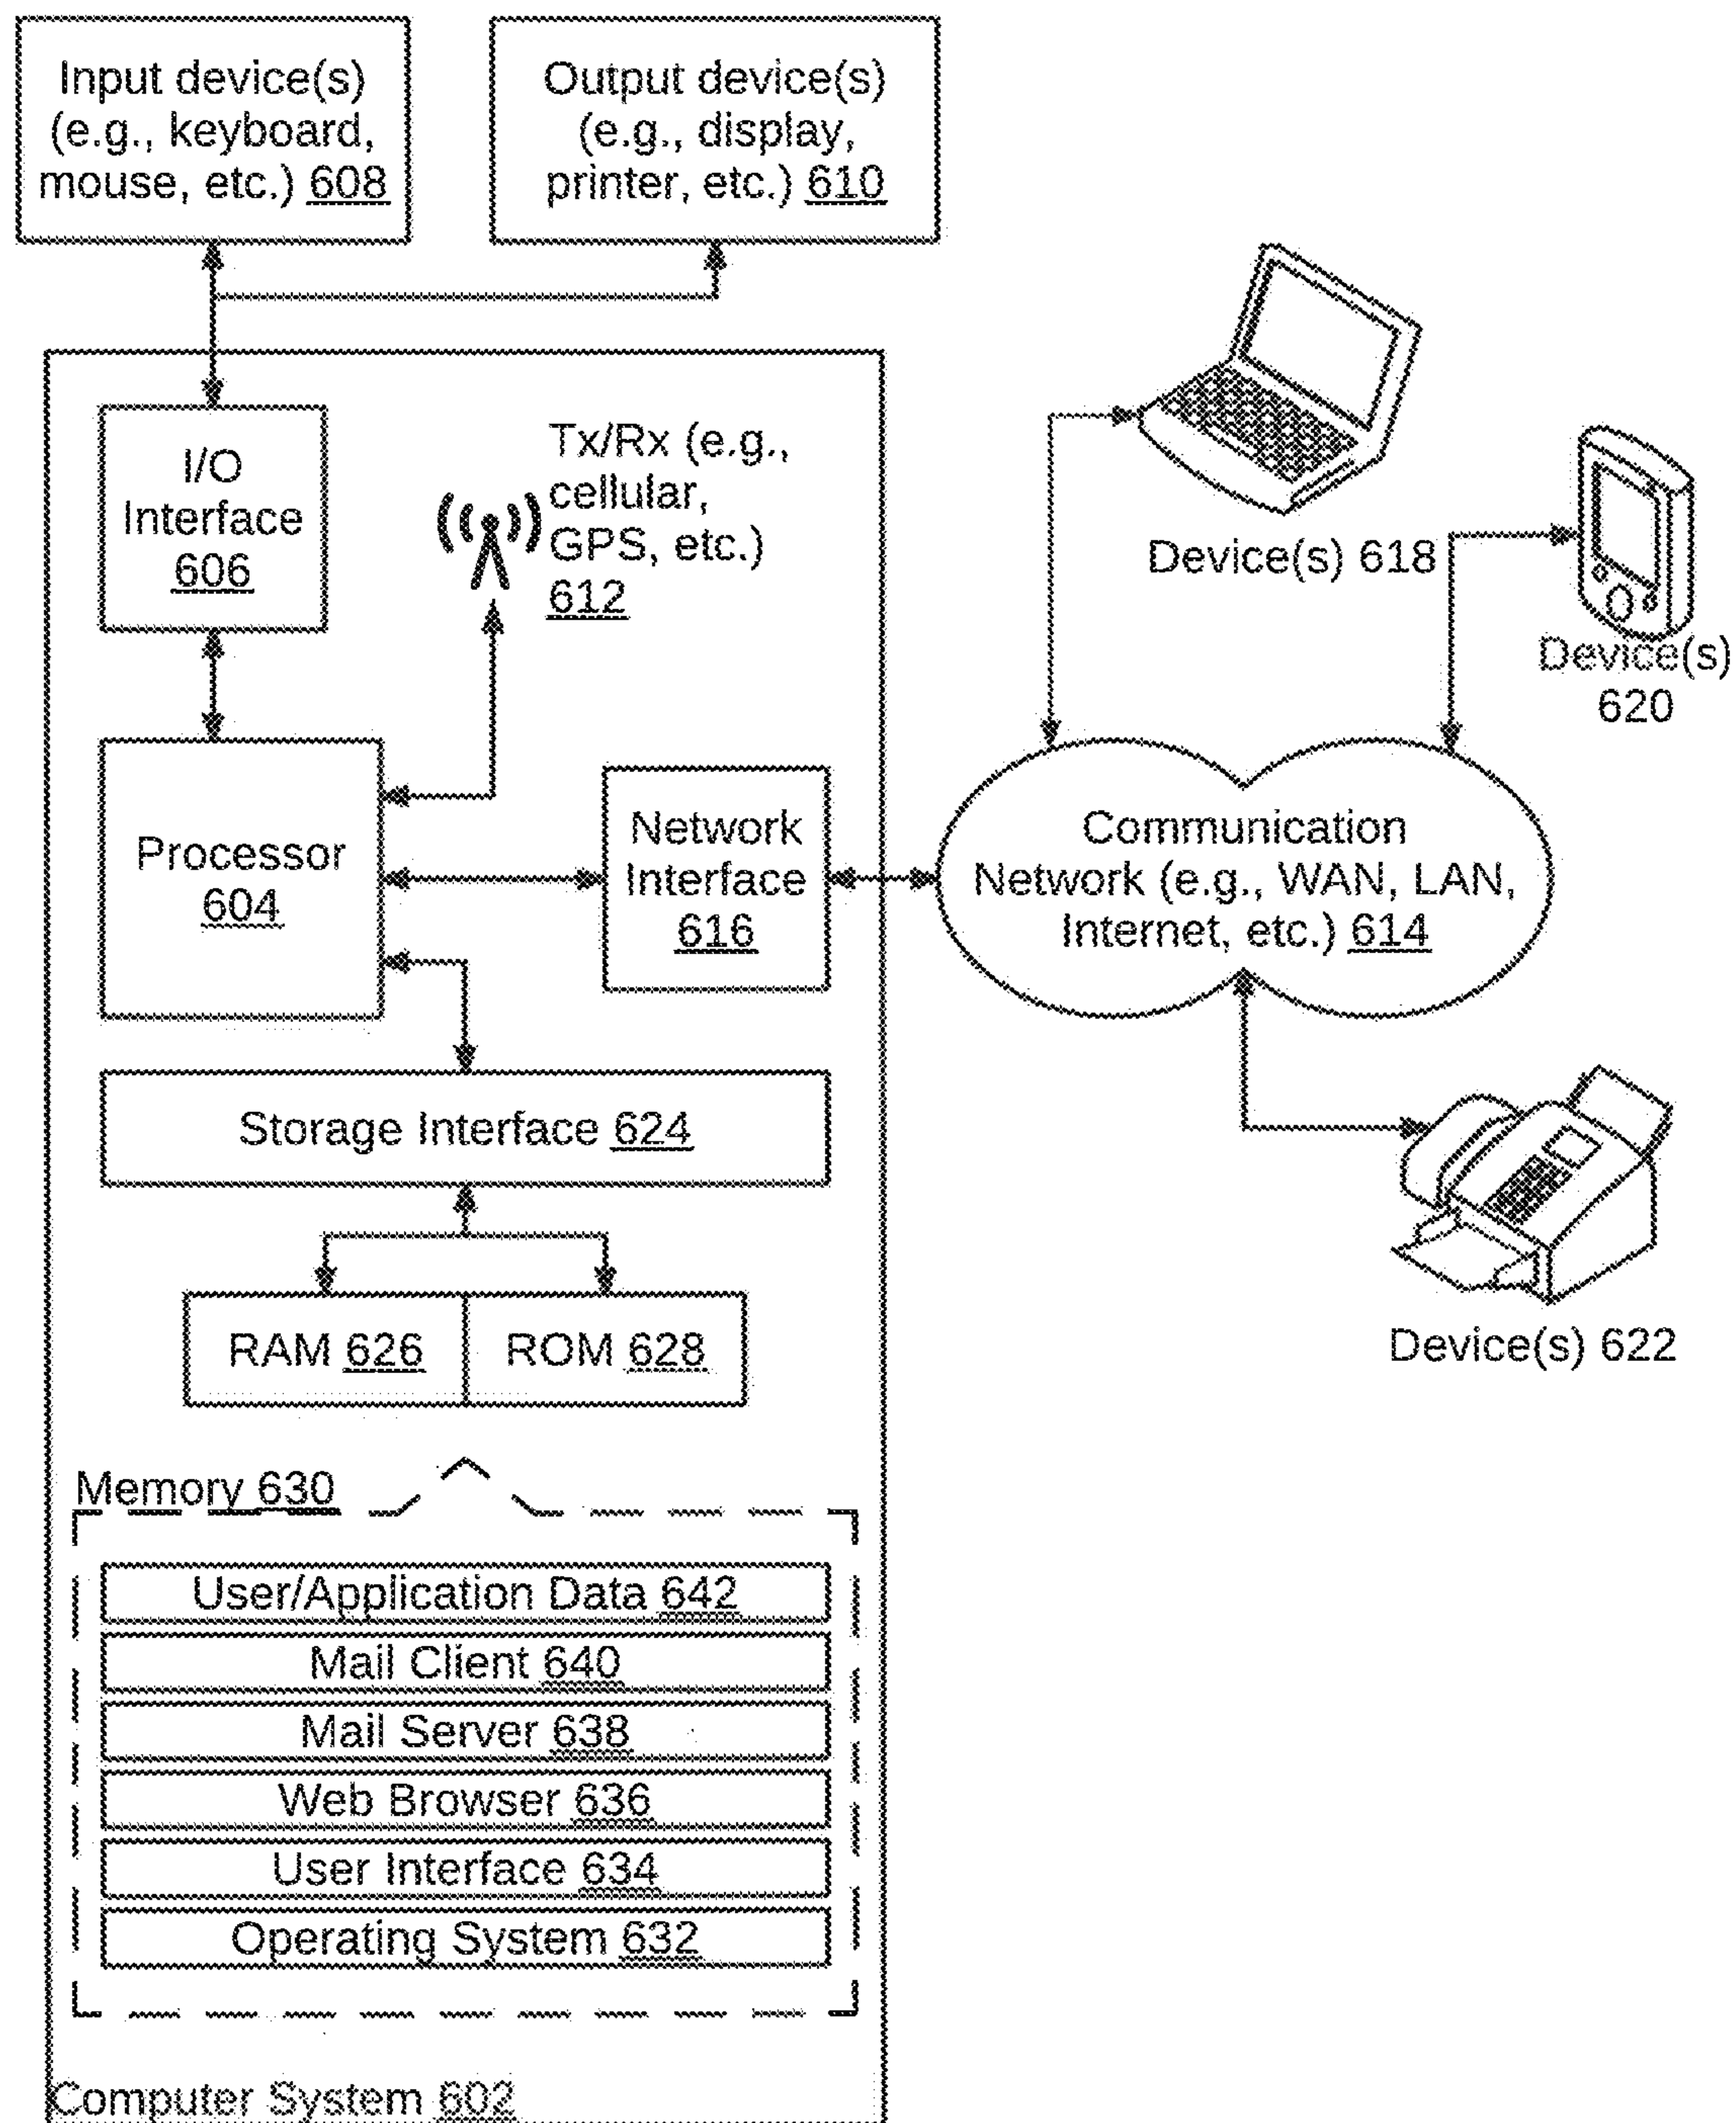 Input device(s)
(e.g., keyboard,
mouse, etc.) 608
Output device(s)
(e.g., display,
printer, etc.) 610
I/O
Interface
606
Tx/Rx (e.g.,
cellular,
GPS, etc.)
612
Device(s) 618
Device(s)
620
Processor
604
Network
Interface
616
Communication
Network (e.g., WAN, LAN,
Internet, etc.) 614
Storage Interface 624
RAM 626
ROM 628
Device(s) 622
Memory 630
User/Application Data 642
Mail Client 640
Mail Server 638
Web Browser 636
User Interface 634
Operating System 632
Computer System 602